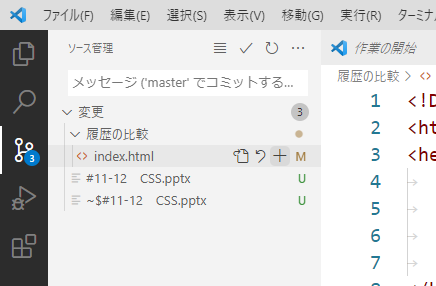 ファイル(F) 編集(E) 選択(S) 表示(V) 移動(G) 実行(R) ターミナ
ソース管理
作業の開始
メッセージ ('master' でコミットする...
履歴の比較
変更 3
履歴の比較
index.html M
#11-12 CSS.pptx U
~$#11-12 CSS.pptx U
3
1 <!D
2 <ht
3 <he
4
5
6
7